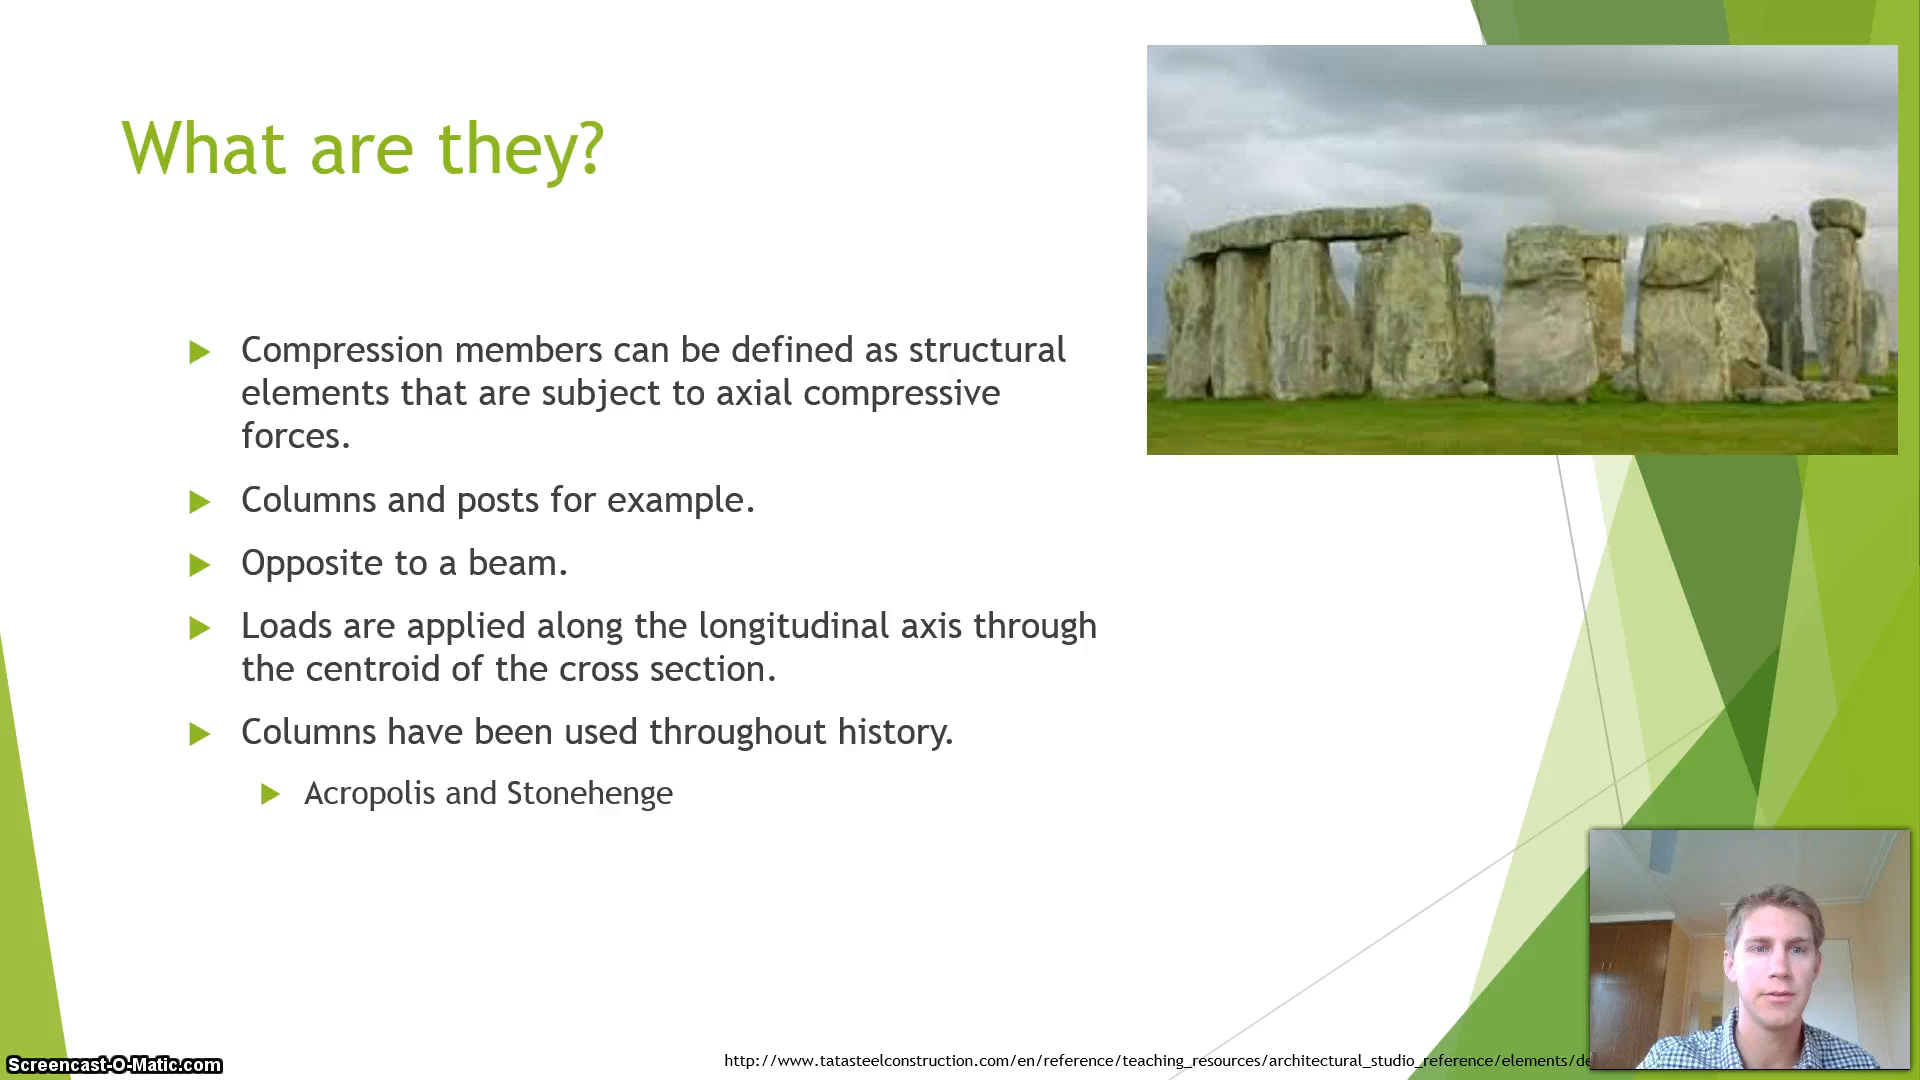 What are they?
Compression members can be defined as structural
elements that are subject to axial compressive
forces.
Columns and posts for example.
Opposite to a beam.
Loads are applied along the longitudinal axis through
the centroid of the cross section.
Columns have been used throughout history.
Acropolis and Stonehenge
http://www.tatasteelconstruction.com/en/reference/teaching_resources/architectural_studio_reference/elements/de
Screencast-O-Matic.com